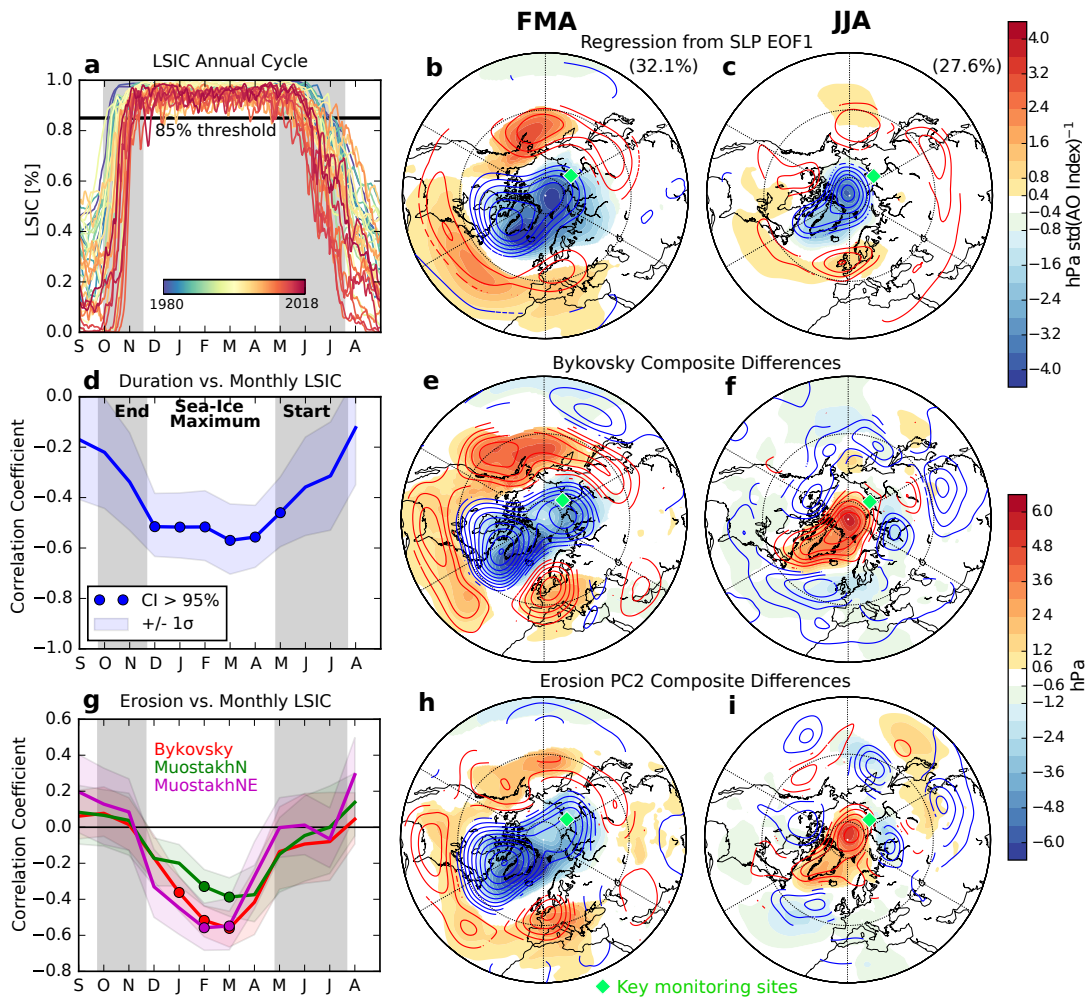 FMA
JJA
a
LSIC Annual Cycle
LSIC [%]
1.0
0.8
0.6
0.4
0.2
0.0
85% threshold
1980
2018
S O N D J F M A M J J A
Regression from SLP EOF1
b
(32.1%)
c
(27.6%)
4.0
3.2
2.4
1.6
1.2
0.4
−0.4
−0.8
−1.6
−2.4
−3.2
−4.0
hPa std(AO Index)⁻¹
d
Duration vs. Monthly LSIC
Correlation Coefficient
0.0
−0.2
−0.4
−0.6
−0.8
−1.0
End
Sea-Ice
Maximum
Start
CI > 95%
+/- 1σ
S O N D J F M A M J J A
Bykovsky Composite Differences
e
f
6.0
4.8
3.6
2.4
1.2
0.6
−0.6
−1.2
−2.4
−3.6
−4.8
−6.0
hPa
g
Erosion vs. Monthly LSIC
Correlation Coefficient
0.6
0.4
0.2
0.0
−0.2
−0.4
−0.6
−0.8
Bykovsky
MuostakhN
MuostakhNE
S O N D J F M A M J J A
Erosion PC2 Composite Differences
h
i
Key monitoring sites